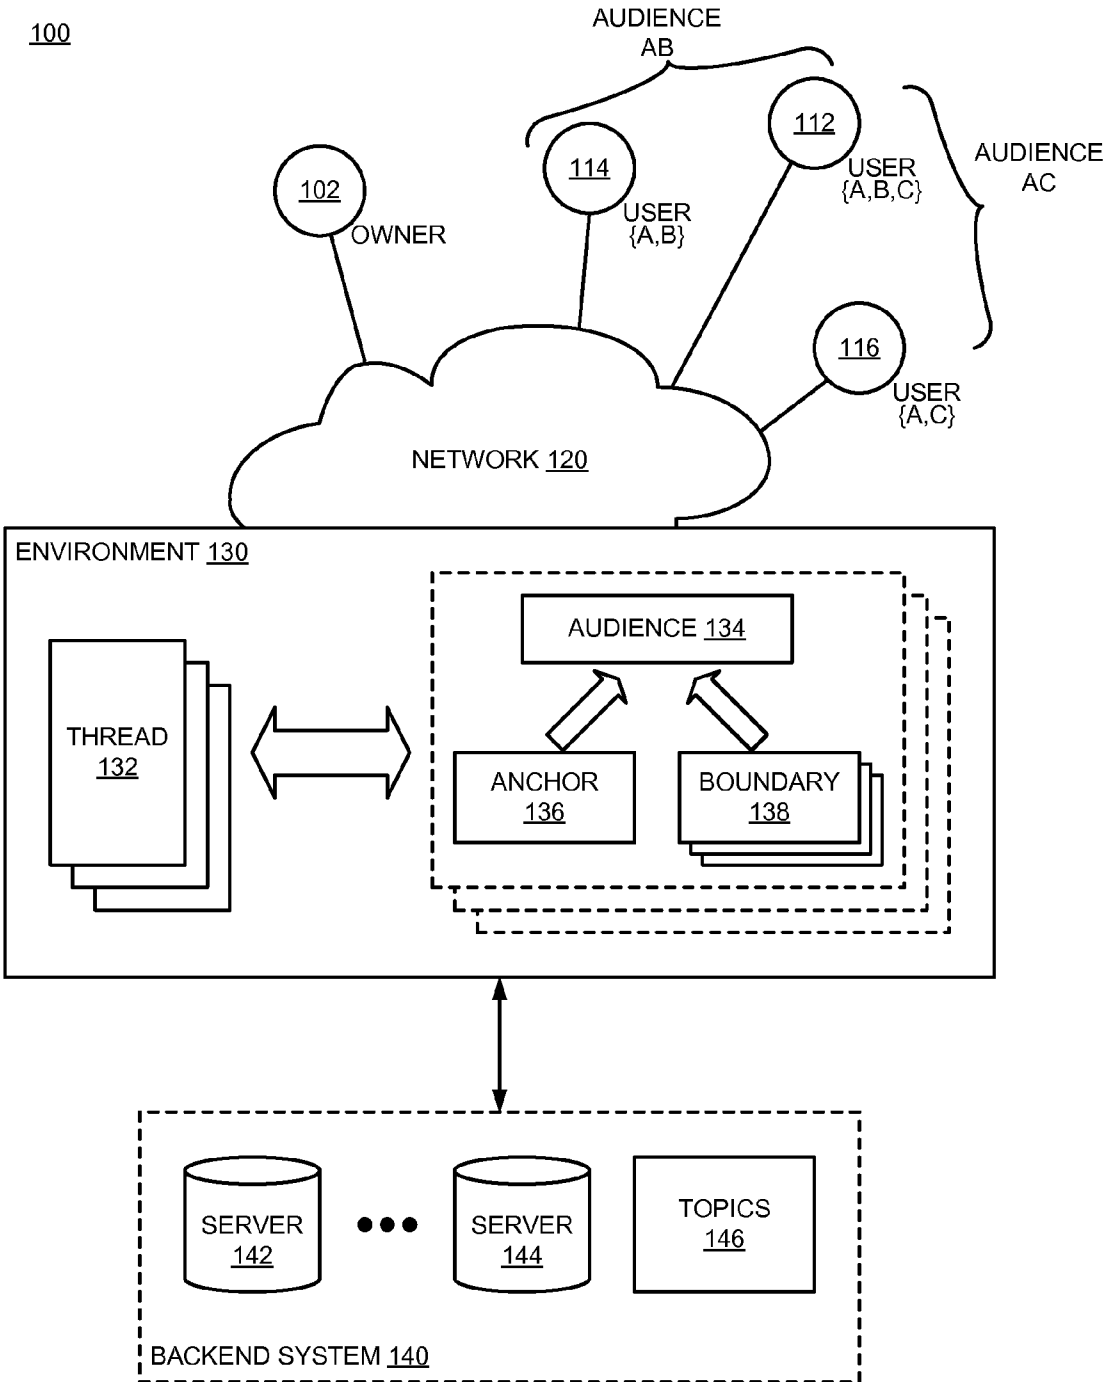 100
AUDIENCE
AB
112
114
AUDIENCE
AC
USER
{A,B,C}
102
USER
{A,B}
OWNER
116
USER
{A,C}
NETWORK 120
ENVIRONMENT 130
AUDIENCE 134
THREAD
132
ANCHOR
136
BOUNDARY
138
SERVER
142
SERVER
144
TOPICS
146
BACKEND SYSTEM 140